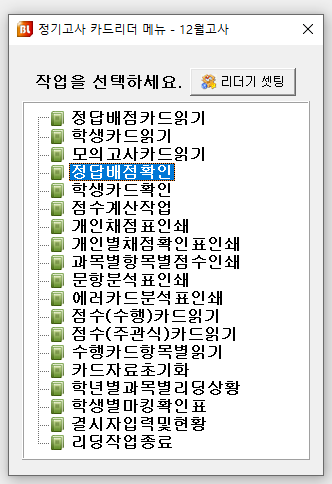 BL 정기고사 카드리더 메뉴 - 12월고사
작업을 선택하세요. 리더기 셋팅
정답배점카드읽기
학생카드읽기
모의고사카드읽기
정답배점확인
학생카드확인
점수계산작업
개인채점표인쇄
개인별채점확인표인쇄
과목별항목별점수인쇄
문항분석표인쇄
에러카드분석표인쇄
점수(수행)카드읽기
점수(주관식)카드읽기
수행카드항목별읽기
카드자료초기화
학년별과목별리딩상황
학생별마킹확인표
결시자입력및현황
리딩작업종료